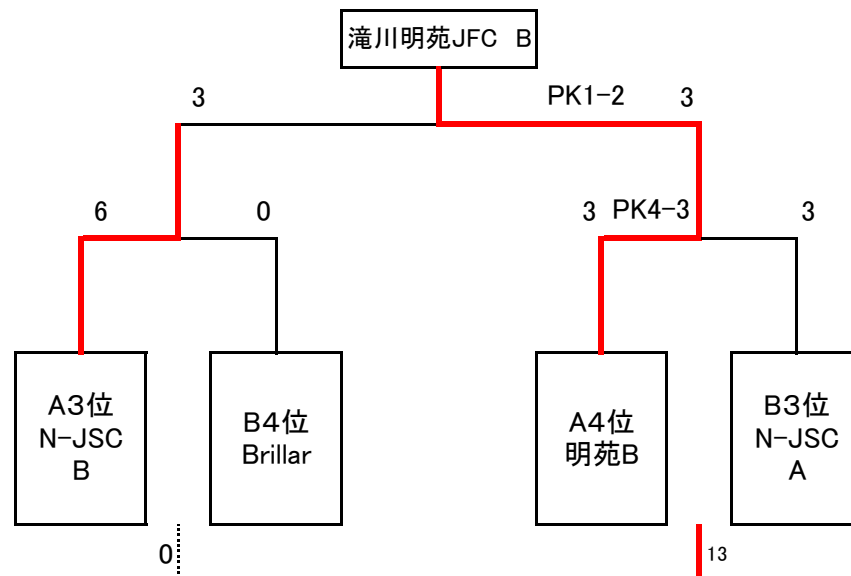 滝川明苑JFC B
3 PK1-2 3
6 0 3 PK4-3 3
A3位
N-JSC
B
B4位
Brillar
A4位
明苑B
B3位
N-JSC
A
0 13